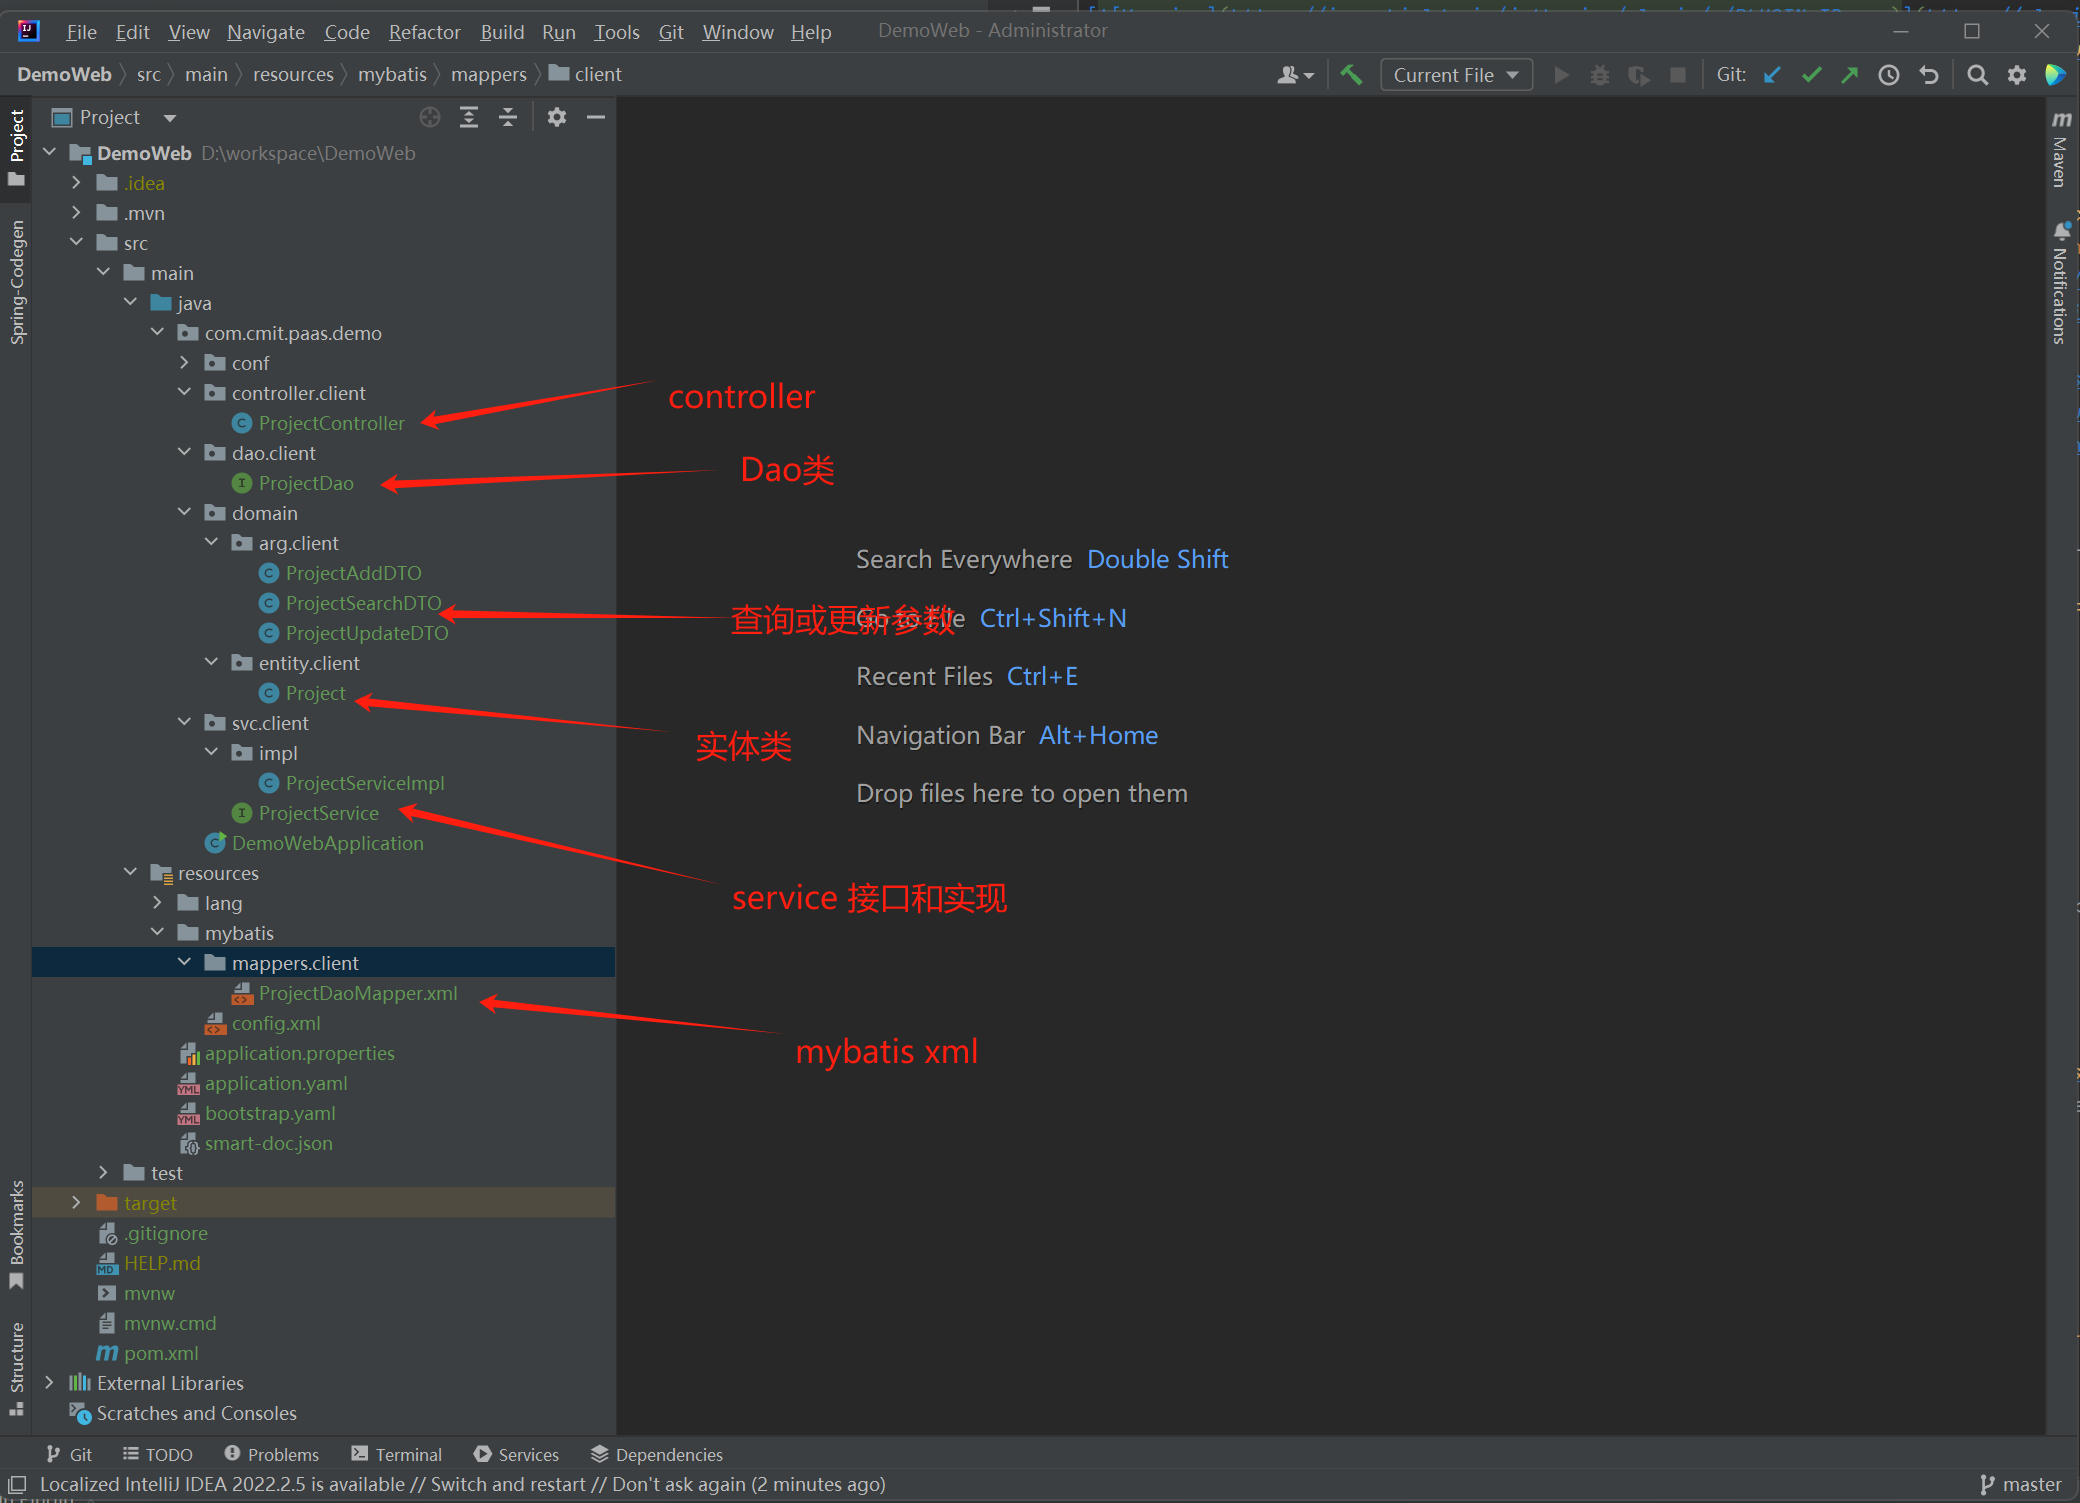 File Edit View Navigate Code Refactor Build Run Tools Git Window Help DemoWeb - Administrator
DemoWeb src main resources mybatis mappers client Current File Git:
Project
Project
DemoWeb D:\workspace\DemoWeb
.idea
.mvn
src
main
java
com.cmit.paas.demo
conf
controller.client
ProjectController
dao.client
ProjectDao
domain
arg.client
ProjectAddDTO
ProjectSearchDTO
ProjectUpdateDTO
entity.client
Project
svc.client
impl
ProjectServiceImpl
ProjectService
DemoWebApplication
resources
lang
mybatis
mappers.client
ProjectDaoMapper.xml
config.xml
application.properties
application.yaml
bootstrap.yaml
smart-doc.json
test
target
.gitignore
HELP.md
mvnw
mvnw.cmd
pom.xml
External Libraries
Scratches and Consoles
Spring-Codegen
Bookmarks
Structure
controller
Dao类
查询或更新参数
实体类
service 接口和实现
mybatis xml
Search Everywhere Double Shift
Go to File Ctrl+Shift+N
Recent Files Ctrl+E
Navigation Bar Alt+Home
Drop files here to open them
Maven
Notifications
Git TODO Problems Terminal Services Dependencies
Localized IntelliJ IDEA 2022.2.5 is available // Switch and restart // Don't ask again (2 minutes ago) master